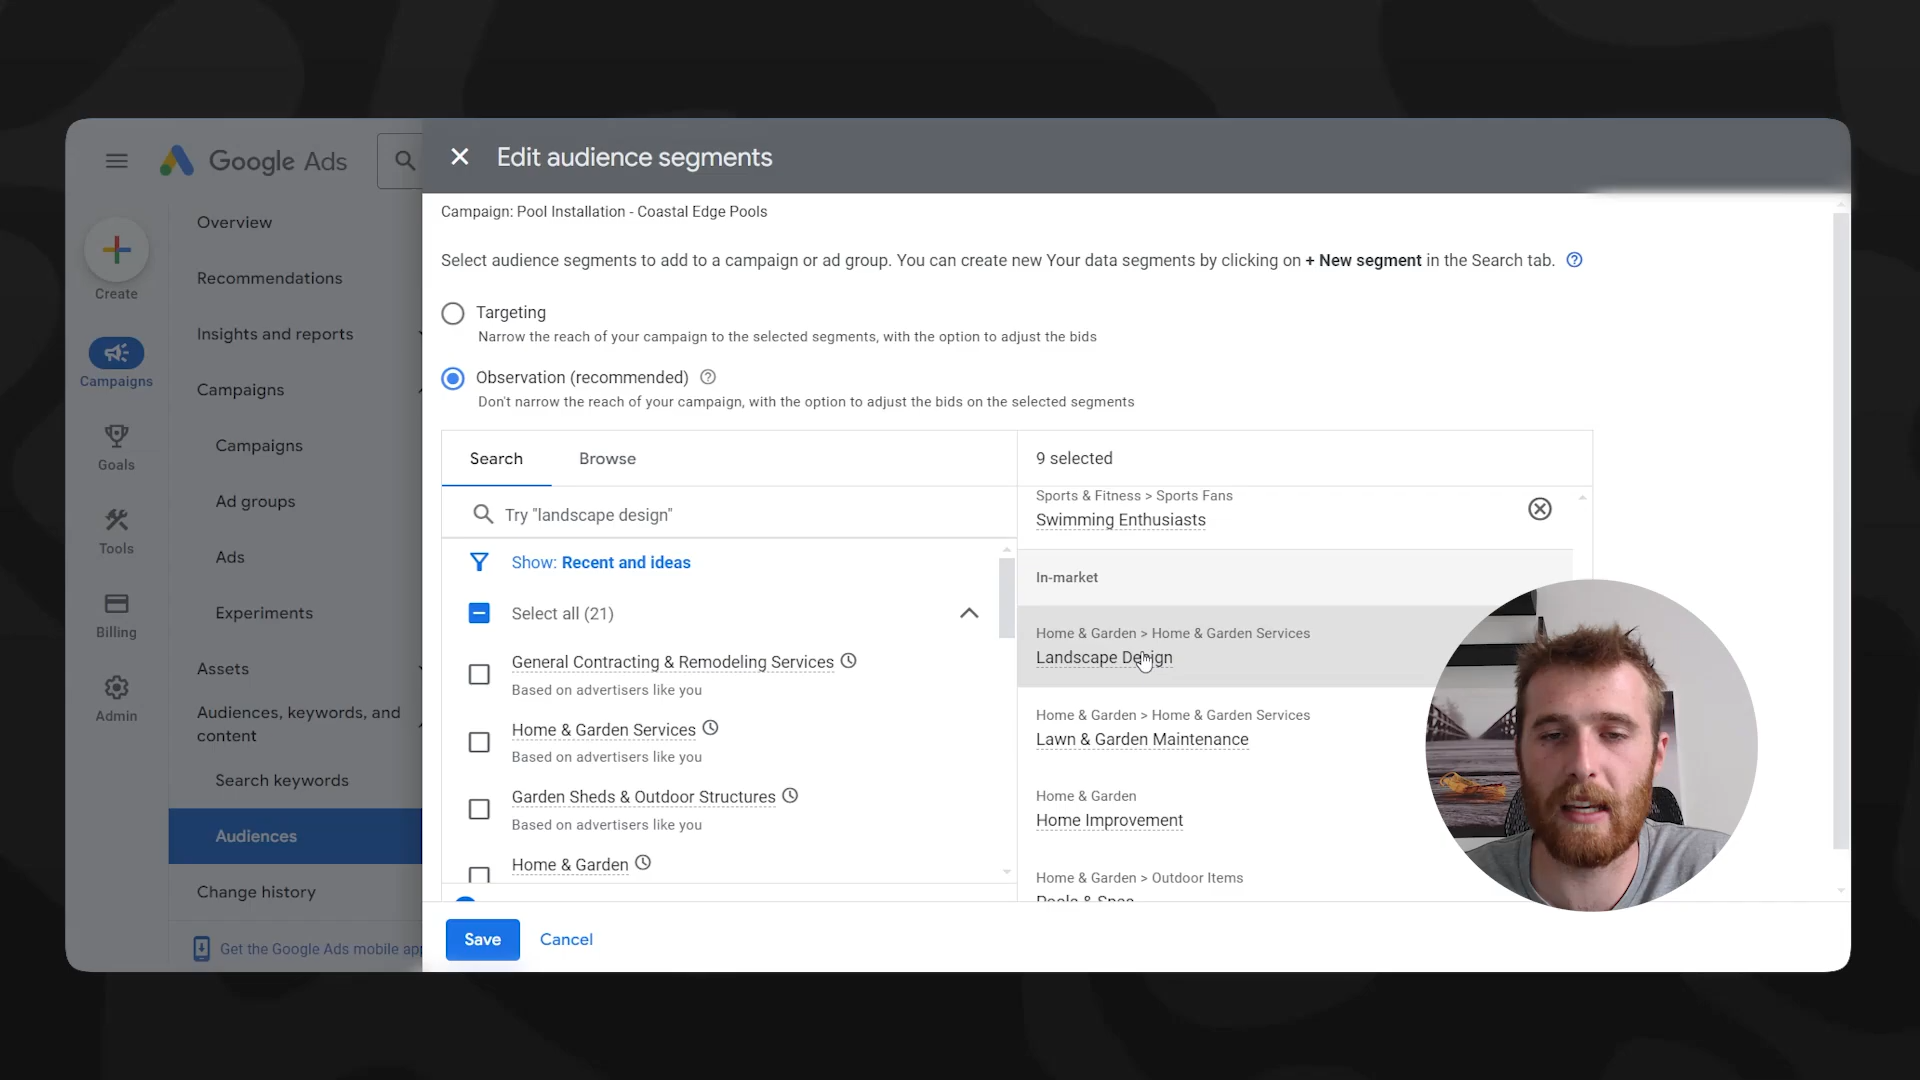 Google Ads
Edit audience segments
Create
Campaigns
Goals
Tools
Billing
Admin
Overview
Recommendations
Insights and reports
Campaigns
Campaigns
Ad groups
Ads
Experiments
Assets
Audiences, keywords, and
content
Search keywords
Audiences
Change history
Get the Google Ads mobile app
Campaign: Pool Installation - Coastal Edge Pools
Select audience segments to add to a campaign or ad group. You can create new Your data segments by clicking on + New segment in the Search tab.
Targeting
Narrow the reach of your campaign to the selected segments, with the option to adjust the bids
Observation (recommended)
Don't narrow the reach of your campaign, with the option to adjust the bids on the selected segments
Search
Browse
Try "landscape design"
Show: Recent and ideas
Select all (21)
General Contracting & Remodeling Services
Based on advertisers like you
Home & Garden Services
Based on advertisers like you
Garden Sheds & Outdoor Structures
Based on advertisers like you
Home & Garden
9 selected
Sports & Fitness > Sports Fans
Swimming Enthusiasts
In-market
Home & Garden > Home & Garden Services
Landscape Design
Home & Garden > Home & Garden Services
Lawn & Garden Maintenance
Home & Garden
Home Improvement
Home & Garden > Outdoor Items
Pools & Spas
Save
Cancel